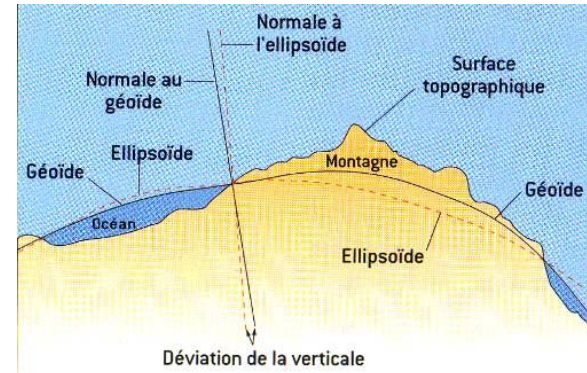 Normale à
l'ellipsoïde
Normale au
géoïde
Surface
topographique
Ellipsoïde
Géoïde
Montagne
Géoïde
Océan
Ellipsoïde
Déviation de la verticale